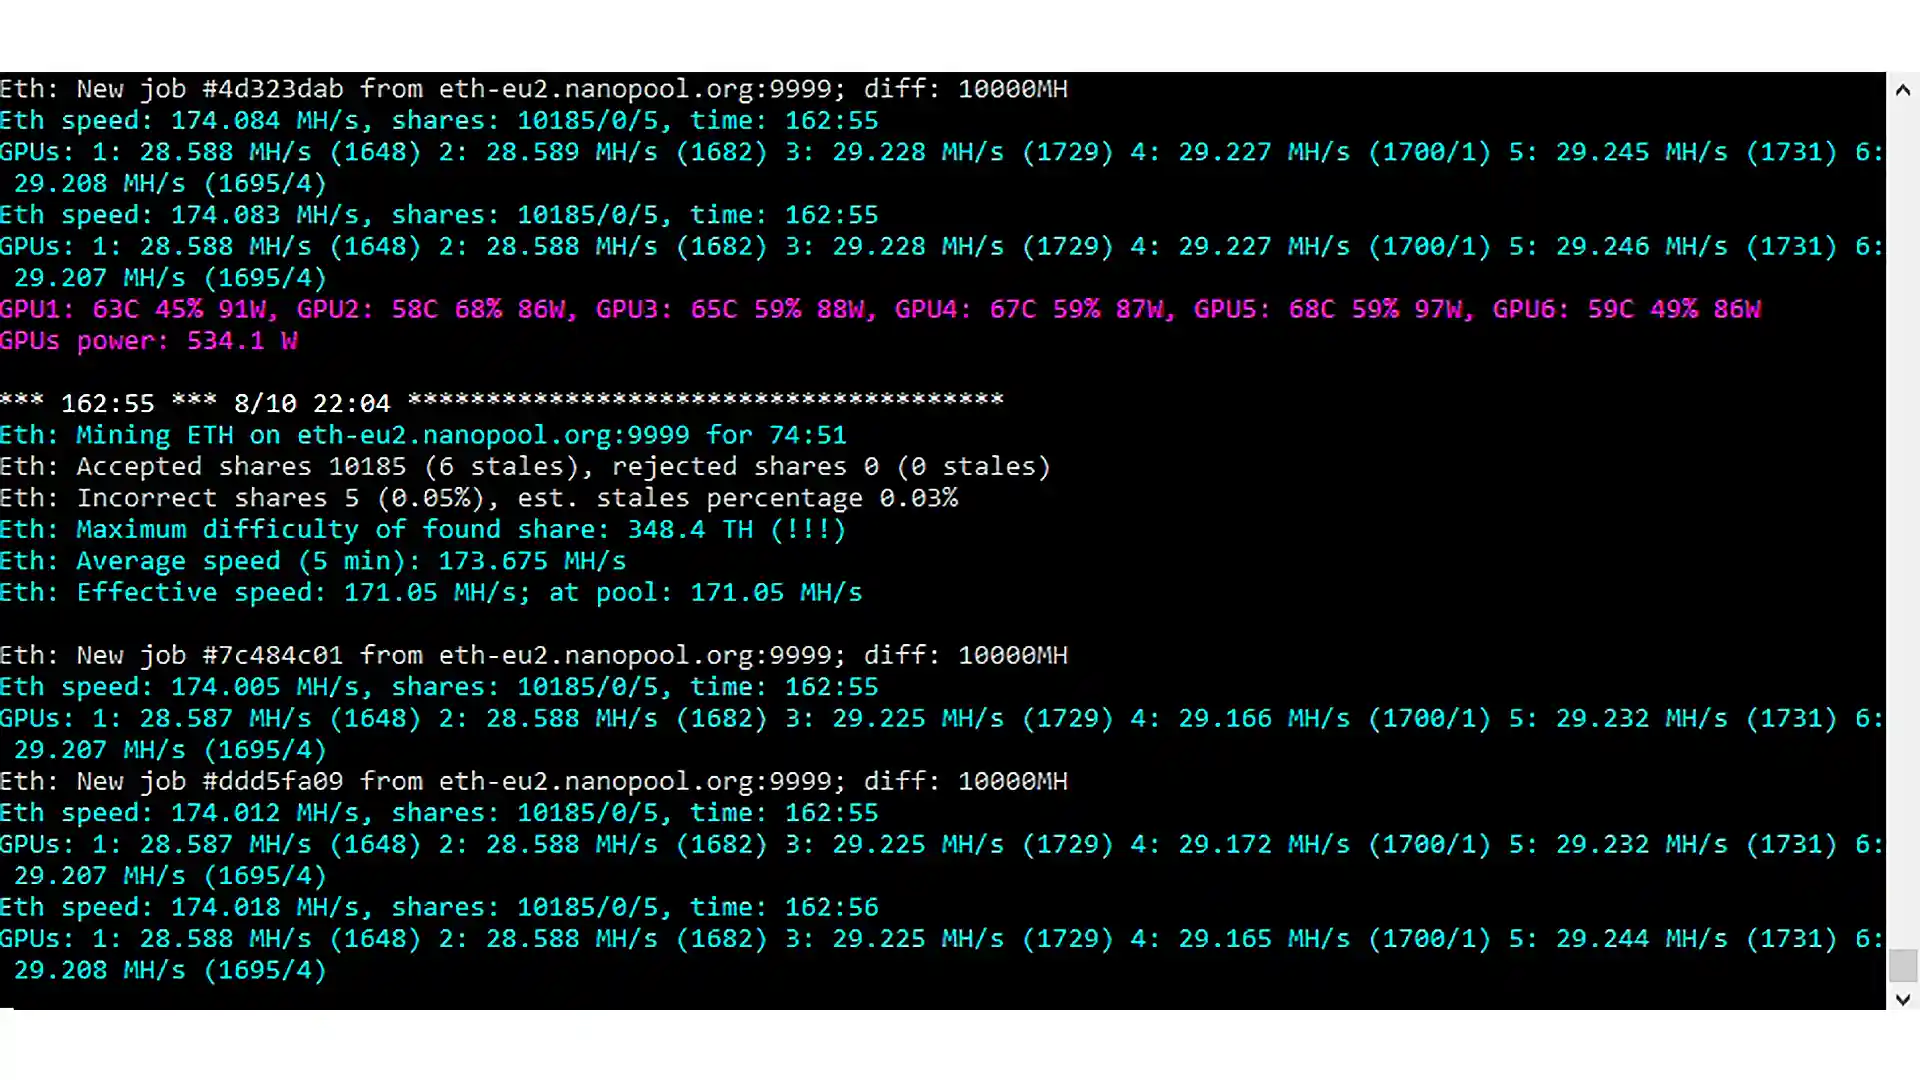 Eth: New job #4d323dab from eth-eu2.nanopool.org:9999; diff: 10000MH
Eth speed: 174.084 MH/s, shares: 10185/0/5, time: 162:55
GPUs: 1: 28.588 MH/s (1648) 2: 28.589 MH/s (1682) 3: 29.228 MH/s (1729) 4: 29.227 MH/s (1700/1) 5: 29.245 MH/s (1731) 6:
29.208 MH/s (1695/4)
Eth speed: 174.083 MH/s, shares: 10185/0/5, time: 162:55
GPUs: 1: 28.588 MH/s (1648) 2: 28.588 MH/s (1682) 3: 29.228 MH/s (1729) 4: 29.227 MH/s (1700/1) 5: 29.246 MH/s (1731) 6:
29.207 MH/s (1695/4)
GPU1: 63C 45% 91W, GPU2: 58C 68% 86W, GPU3: 65C 59% 88W, GPU4: 67C 59% 87W, GPU5: 68C 59% 97W, GPU6: 59C 49% 86W
GPUs power: 534.1 W
*** 162:55 *** 8/10 22:04 **************************************
Eth: Mining ETH on eth-eu2.nanopool.org:9999 for 74:51
Eth: Accepted shares 10185 (6 stales), rejected shares 0 (0 stales)
Eth: Incorrect shares 5 (0.05%), est. stales percentage 0.03%
Eth: Maximum difficulty of found share: 348.4 TH (!!!)
Eth: Average speed (5 min): 173.675 MH/s
Eth: Effective speed: 171.05 MH/s; at pool: 171.05 MH/s
Eth: New job #7c484c01 from eth-eu2.nanopool.org:9999; diff: 10000MH
Eth speed: 174.005 MH/s, shares: 10185/0/5, time: 162:55
GPUs: 1: 28.587 MH/s (1648) 2: 28.588 MH/s (1682) 3: 29.225 MH/s (1729) 4: 29.166 MH/s (1700/1) 5: 29.232 MH/s (1731) 6:
29.207 MH/s (1695/4)
Eth: New job #ddd5fa09 from eth-eu2.nanopool.org:9999; diff: 10000MH
Eth speed: 174.012 MH/s, shares: 10185/0/5, time: 162:55
GPUs: 1: 28.587 MH/s (1648) 2: 28.588 MH/s (1682) 3: 29.225 MH/s (1729) 4: 29.172 MH/s (1700/1) 5: 29.232 MH/s (1731) 6:
29.207 MH/s (1695/4)
Eth speed: 174.018 MH/s, shares: 10185/0/5, time: 162:56
GPUs: 1: 28.588 MH/s (1648) 2: 28.588 MH/s (1682) 3: 29.225 MH/s (1729) 4: 29.165 MH/s (1700/1) 5: 29.244 MH/s (1731) 6:
29.208 MH/s (1695/4)